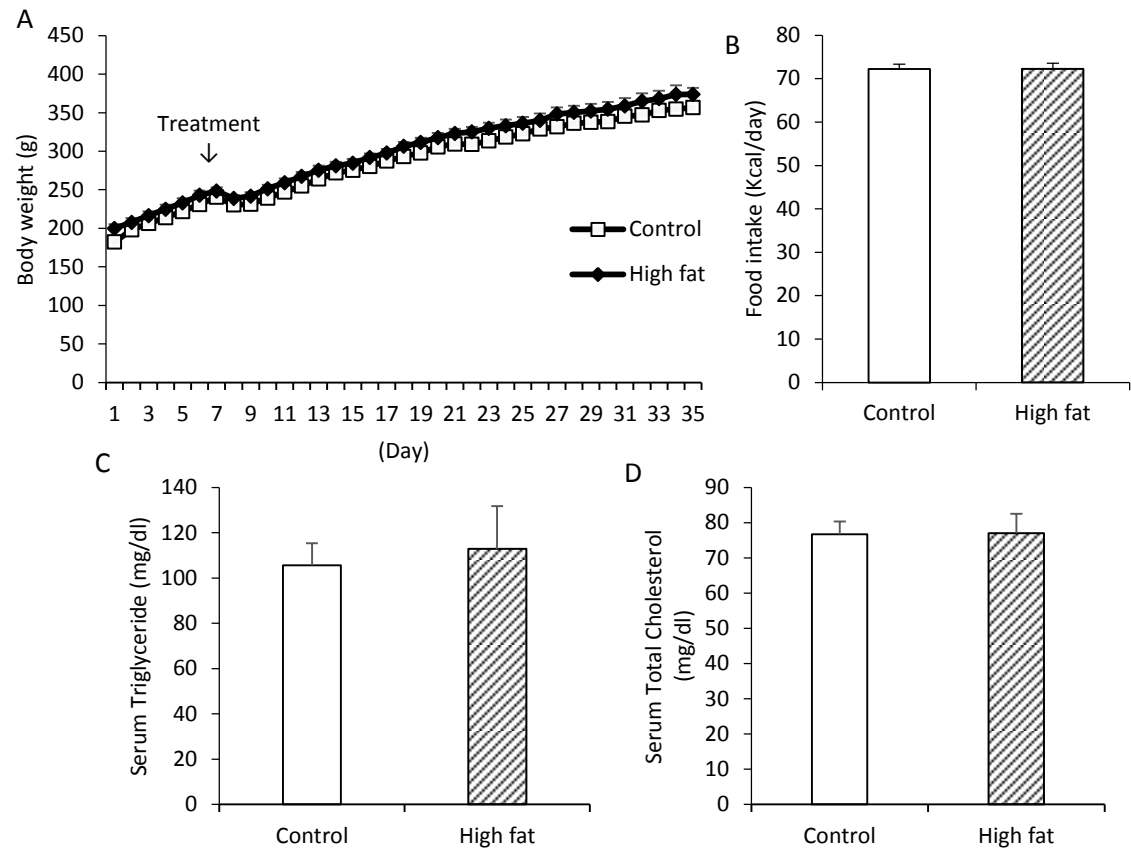 A
450
400
350
300
250
200
150
100
50
0
Body weight (g)
Treatment
Control
High fat
1 3 5 7 9 11 13 15 17 19 21 23 25 27 29 31 33 35
(Day)
B
80
70
60
50
40
30
20
10
0
Food intake (Kcal/day)
Control High fat
C
140
120
100
80
60
40
20
0
Serum Triglyceride (mg/dl)
Control High fat
D
90
80
70
60
50
40
30
20
10
0
Serum Total Cholesterol
(mg/dl)
Control High fat